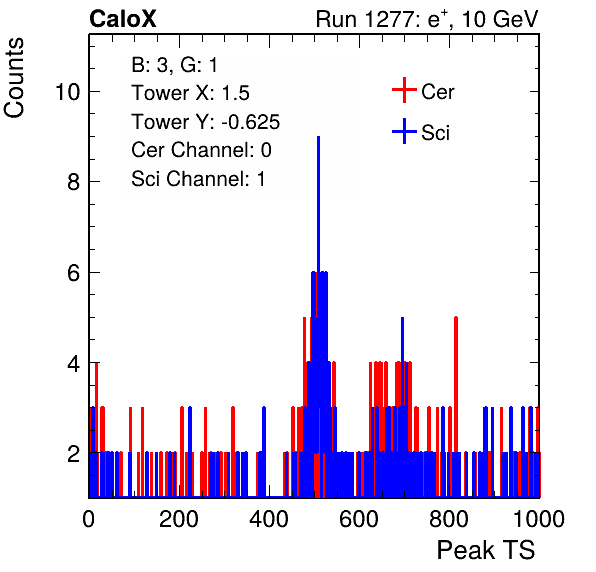 CaloX Run 1277: e⁺, 10 GeV
Counts
B: 3, G: 1
Tower X: 1.5
Tower Y: -0.625
Cer Channel: 0
Sci Channel: 1
Cer
Sci
10
8
6
4
2
0 200 400 600 800 1000
Peak TS